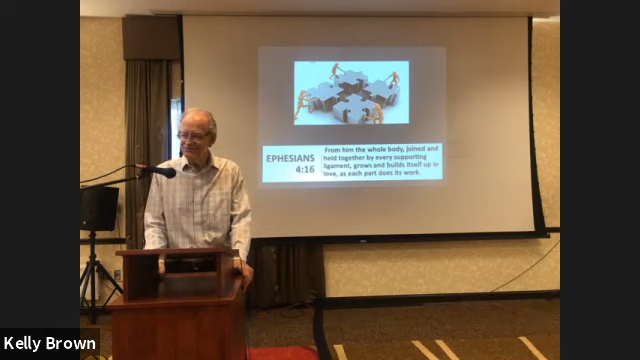 EPHESIANS
4:16
From him the whole body, joined and
held together by every supporting
ligament, grows and builds itself up in
love, as each part does its work.
Kelly Brown